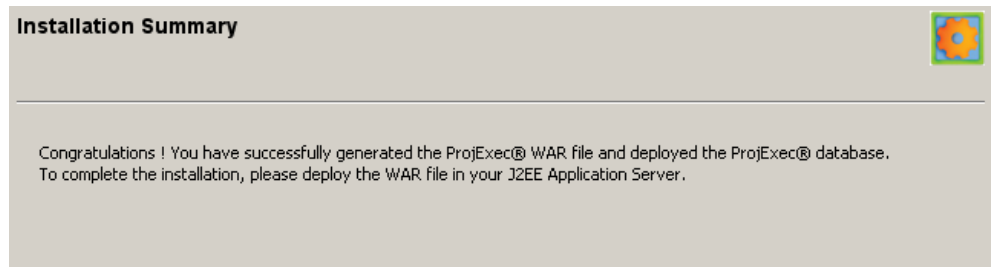 Installation Summary
Congratulations ! You have successfully generated the ProjExec® WAR file and deployed the ProjExec® database.
To complete the installation, please deploy the WAR file in your J2EE Application Server.